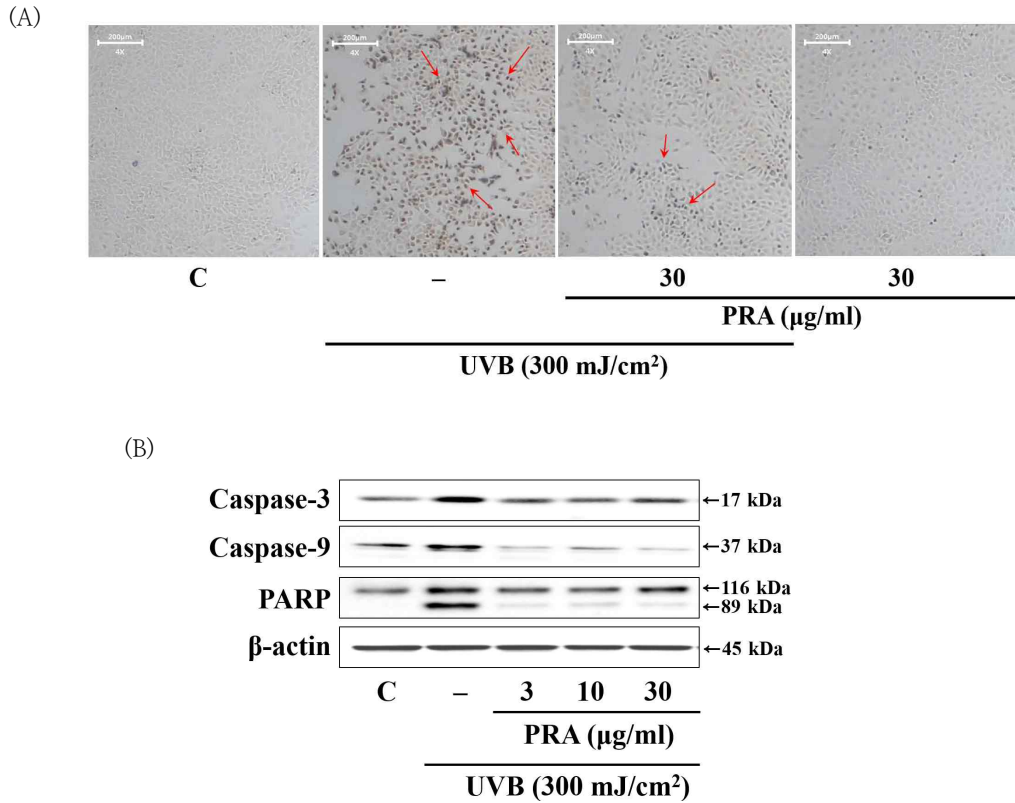 (A)
200μm 200μm 200μm 200μm
4X 4X 4X 4X
C – 30 30
PRA (μg/ml)
UVB (300 mJ/cm²)
(B)
Caspase-3 ←17 kDa
Caspase-9 ←37 kDa
←116 kDa
PARP
←89 kDa
β-actin ←45 kDa
C – 3 10 30
PRA (μg/ml)
UVB (300 mJ/cm²)